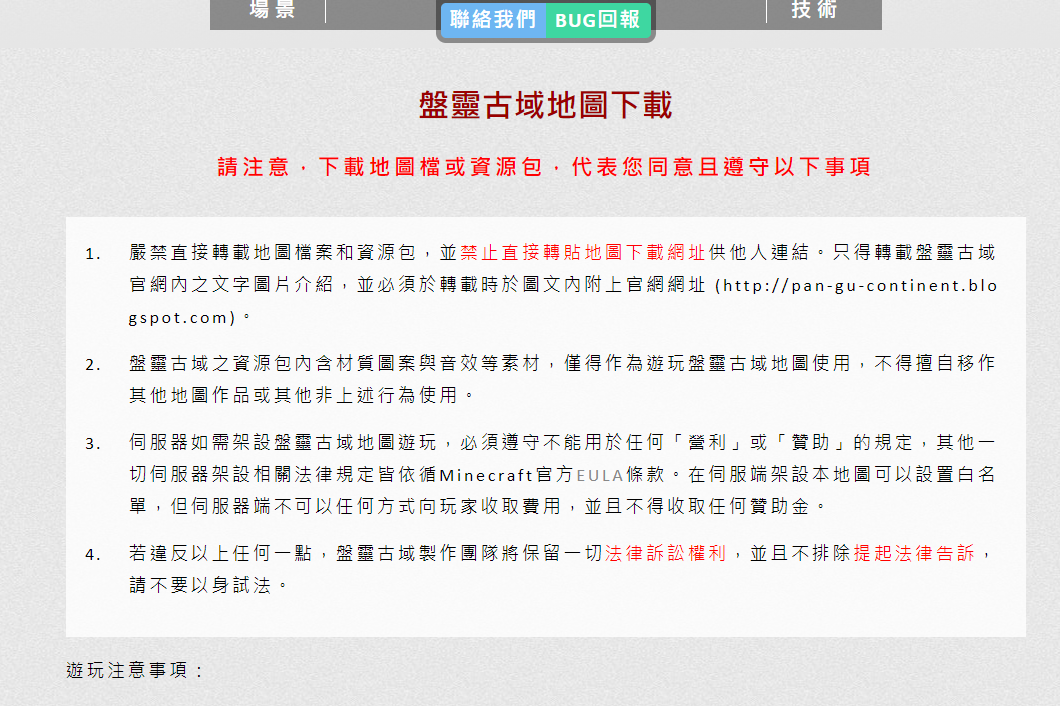 場景
聯絡我們 BUG回報
技術
盤靈古域地圖下載
請注意，下載地圖檔或資源包，代表您同意且遵守以下事項
1. 嚴禁直接轉載地圖檔案和資源包，並禁止直接轉貼地圖下載網址供他人連結。只得轉載盤靈古域
官網內之文字圖片介紹，並必須於轉載時於圖文內附上官網網址 (http://pan-gu-continent.blo
gspot.com)。
2. 盤靈古域之資源包內含材質圖案與音效等素材，僅得作為遊玩盤靈古域地圖使用，不得擅自移作
其他地圖作品或其他非上述行為使用。
3. 伺服器如需架設盤靈古域地圖遊玩，必須遵守不能用於任何「營利」或「贊助」的規定，其他一
切伺服器架設相關法律規定皆依循Minecraft官方EULA條款。在伺服端架設本地圖可以設置白名
單，但伺服器端不可以任何方式向玩家收取費用，並且不得收取任何贊助金。
4. 若違反以上任何一點，盤靈古域製作團隊將保留一切法律訴訟權利，並且不排除提起法律告訴，
請不要以身試法。
遊玩注意事項：